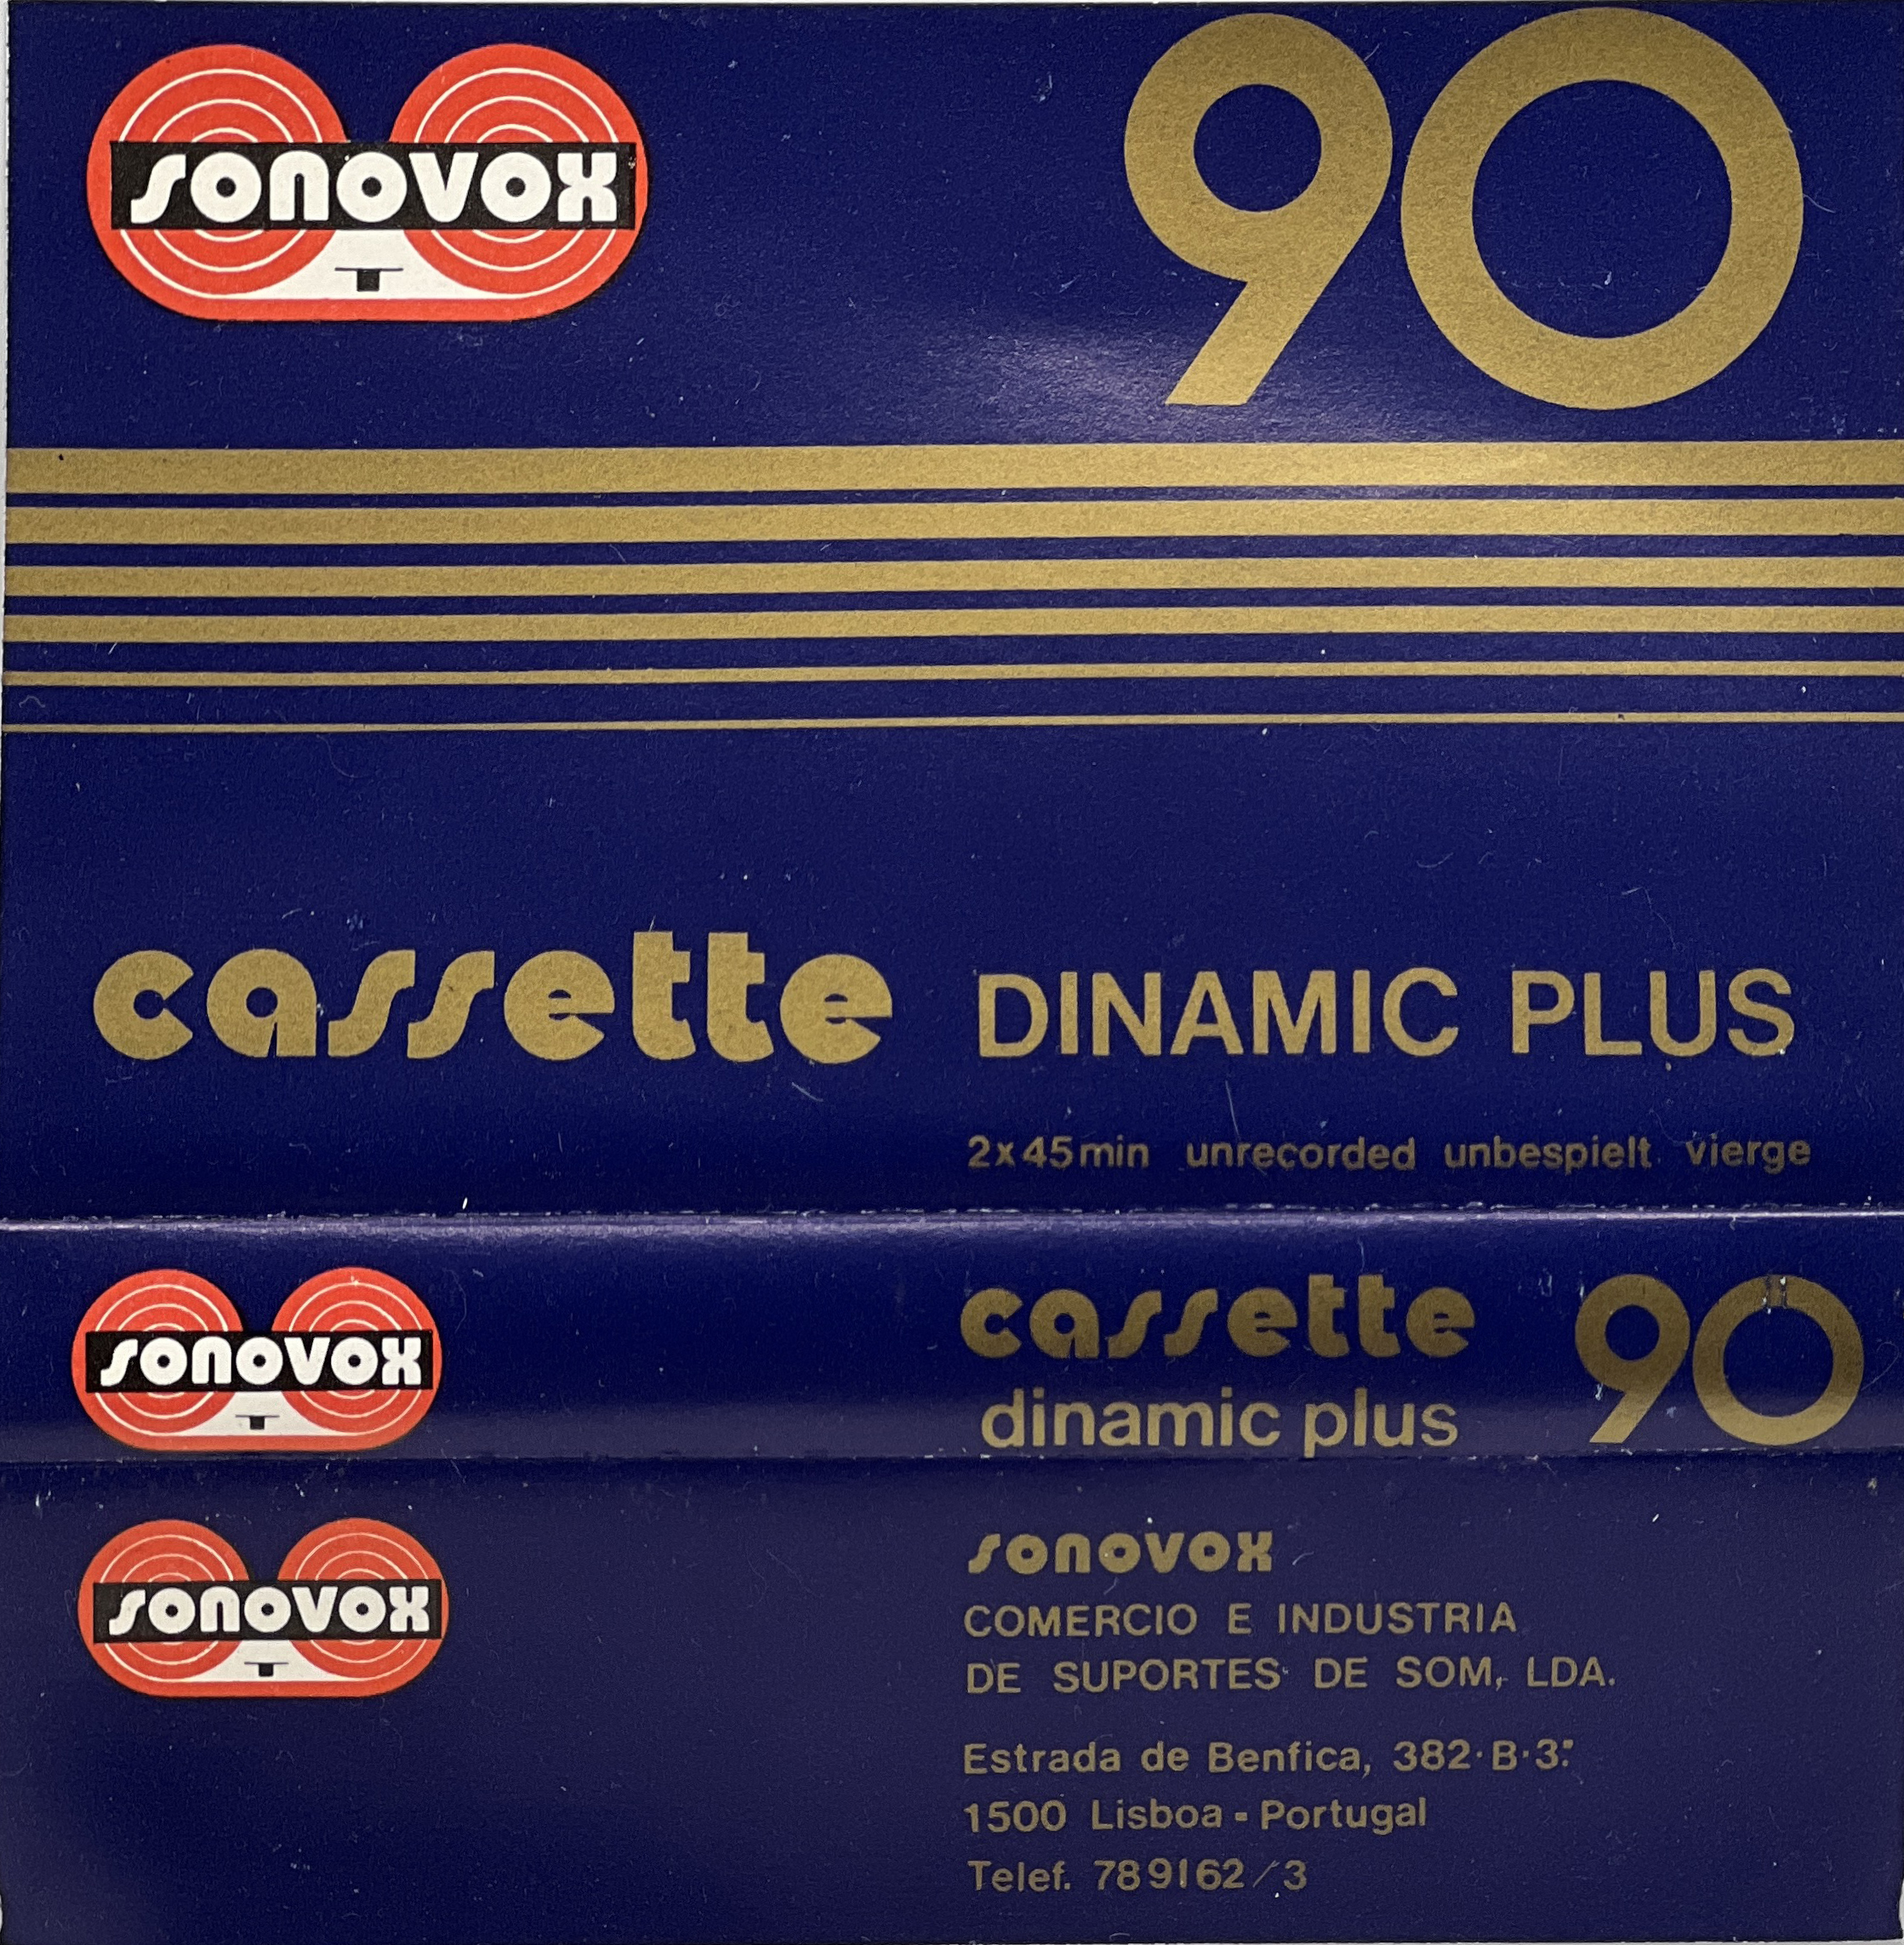 sonovox
90
cassette DINAMIC PLUS
2x45min unrecorded unbespielt vierge
sonovox
cassette 90
dinamic plus
sonovox
sonovox
COMERCIO E INDUSTRIA
DE SUPORTES DE SOM, LDA.
Estrada de Benfica, 382·B·3.º
1500 Lisboa - Portugal
Telef. 789162/3